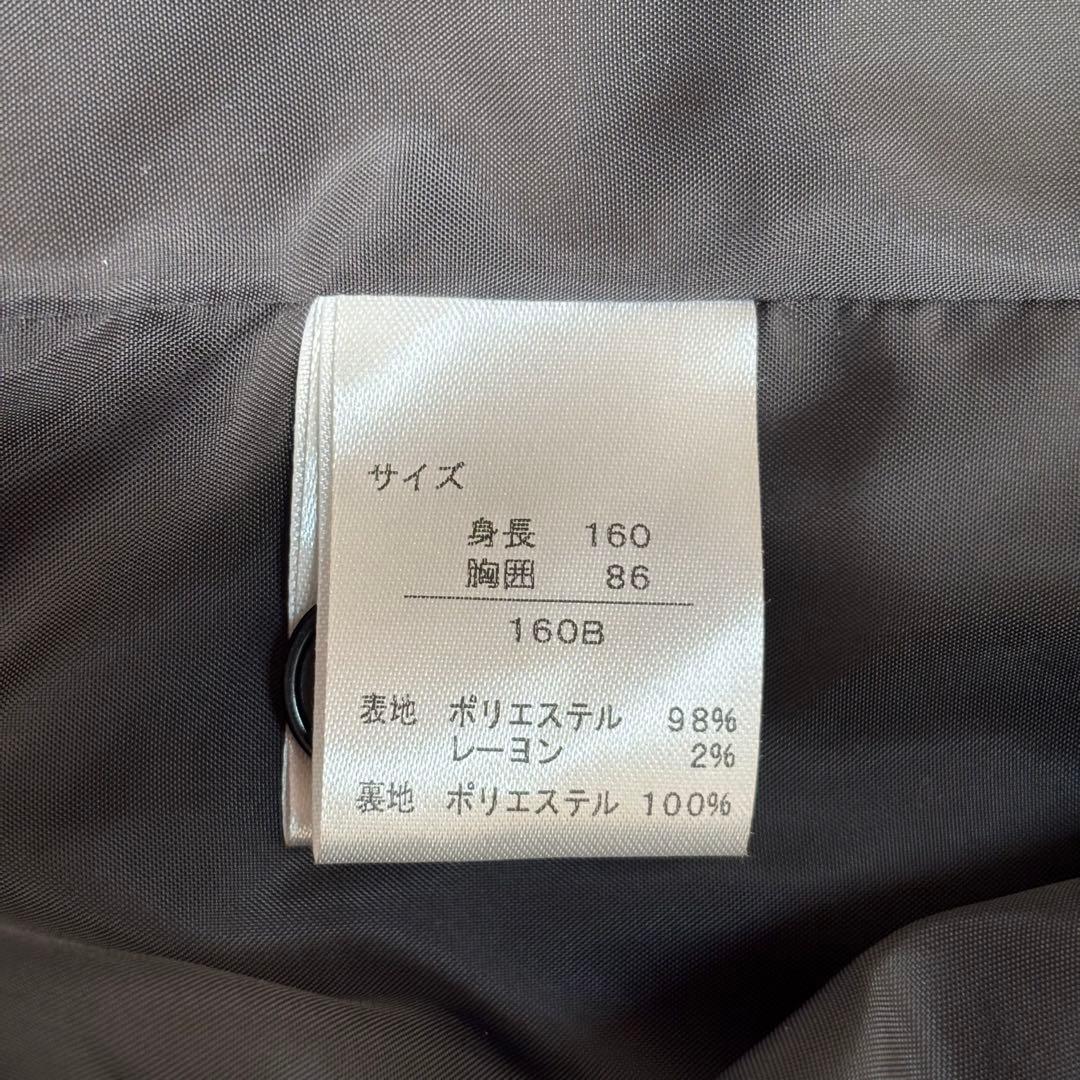 サイズ
身長 160
胸囲 86
160B
表地 ポリエステル 98%
レーヨン 2%
裏地 ポリエステル 100%